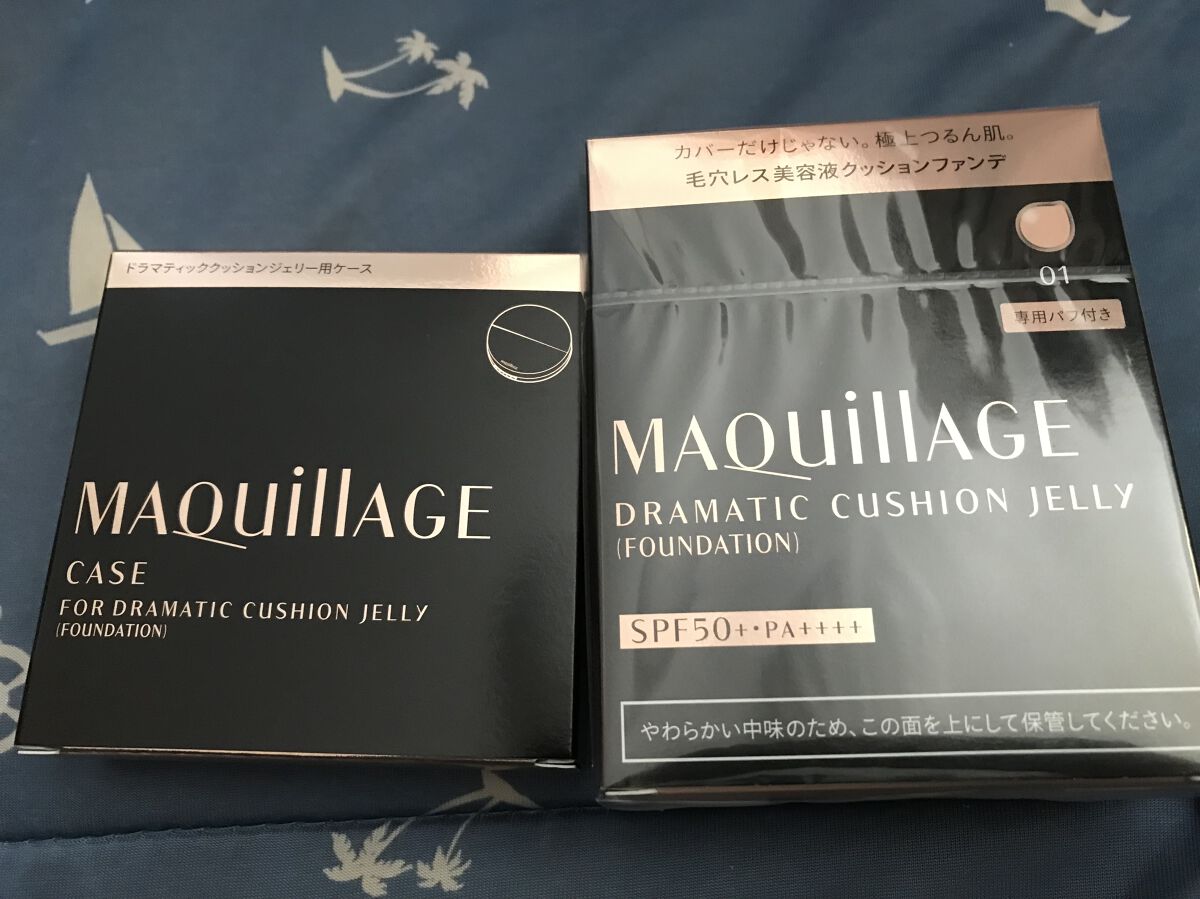 ドラマティッククッションジェリー用ケース
MAQuillAGE
CASE
FOR DRAMATIC CUSHION JELLY
(FOUNDATION)
カバーだけじゃない。極上つるん肌。
毛穴レス美容液クッションファンデ
01
専用パフ付き
MAQuillAGE
DRAMATIC CUSHION JELLY
(FOUNDATION)
SPF50+・PA++++
やわらかい中味のため、この面を上にして保管してください。